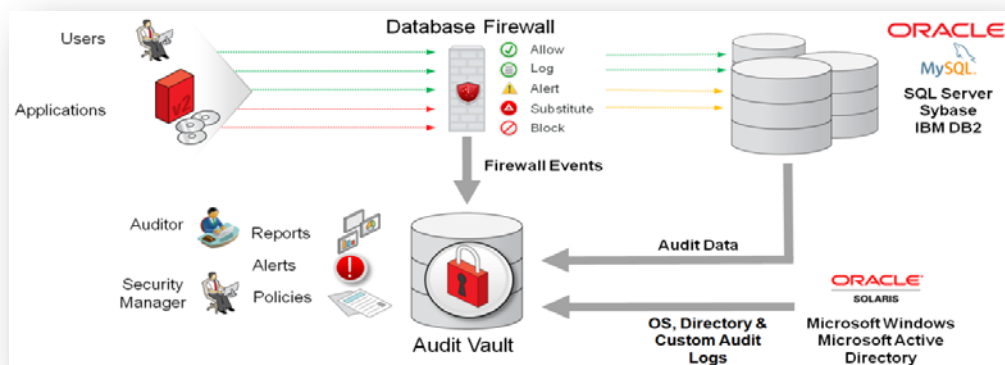 Database Firewall
Users
Applications
v2
Allow
Log
Alert
Substitute
Block
ORACLE
MySQL
SQL Server
Sybase
IBM DB2
Firewall Events
Auditor
Reports
Alerts
Security
Manager
Policies
Audit Vault
Audit Data
OS, Directory &
Custom Audit
Logs
ORACLE
SOLARIS
Microsoft Windows
Microsoft Active
Directory